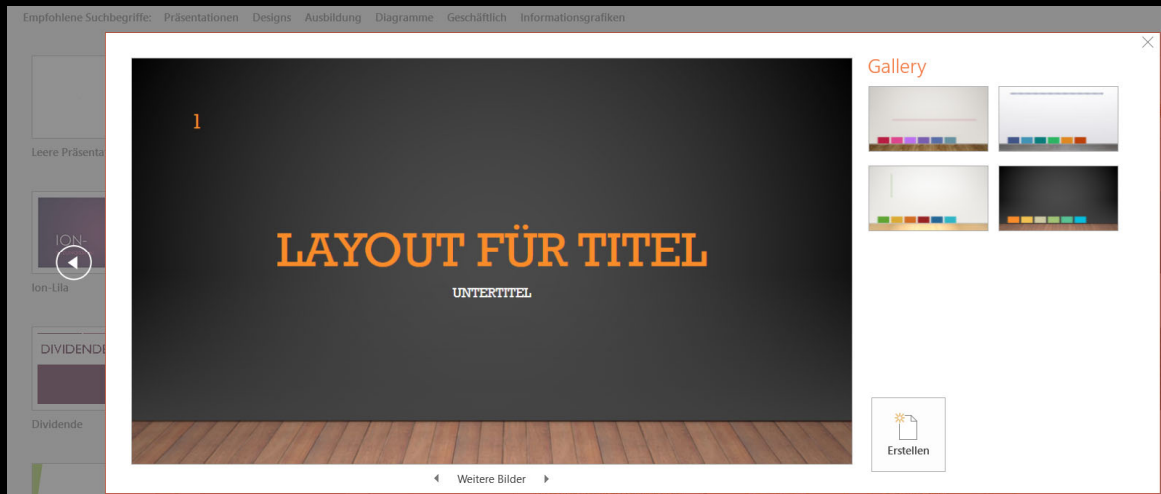 Empfohlene Suchbegriffe: Präsentationen Designs Ausbildung Diagramme Geschäftlich Informationsgrafiken
Gallery
1
Leere Präsenta
LAYOUT FÜR TITEL
ION-
UNTERTITEL
Ion-Lila
DIVIDENDE
Dividende
Erstellen
Weitere Bilder